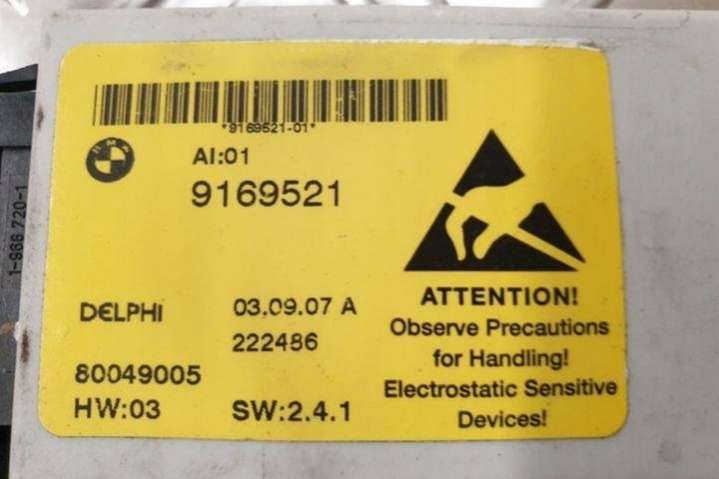 *9169521-01*
BMW
AI:01
9169521
DELPHI
03.09.07 A
222486
80049005
HW:03
SW:2.4.1
ATTENTION!
Observe Precautions
for Handling!
Electrostatic Sensitive
Devices!
1-966 720-1